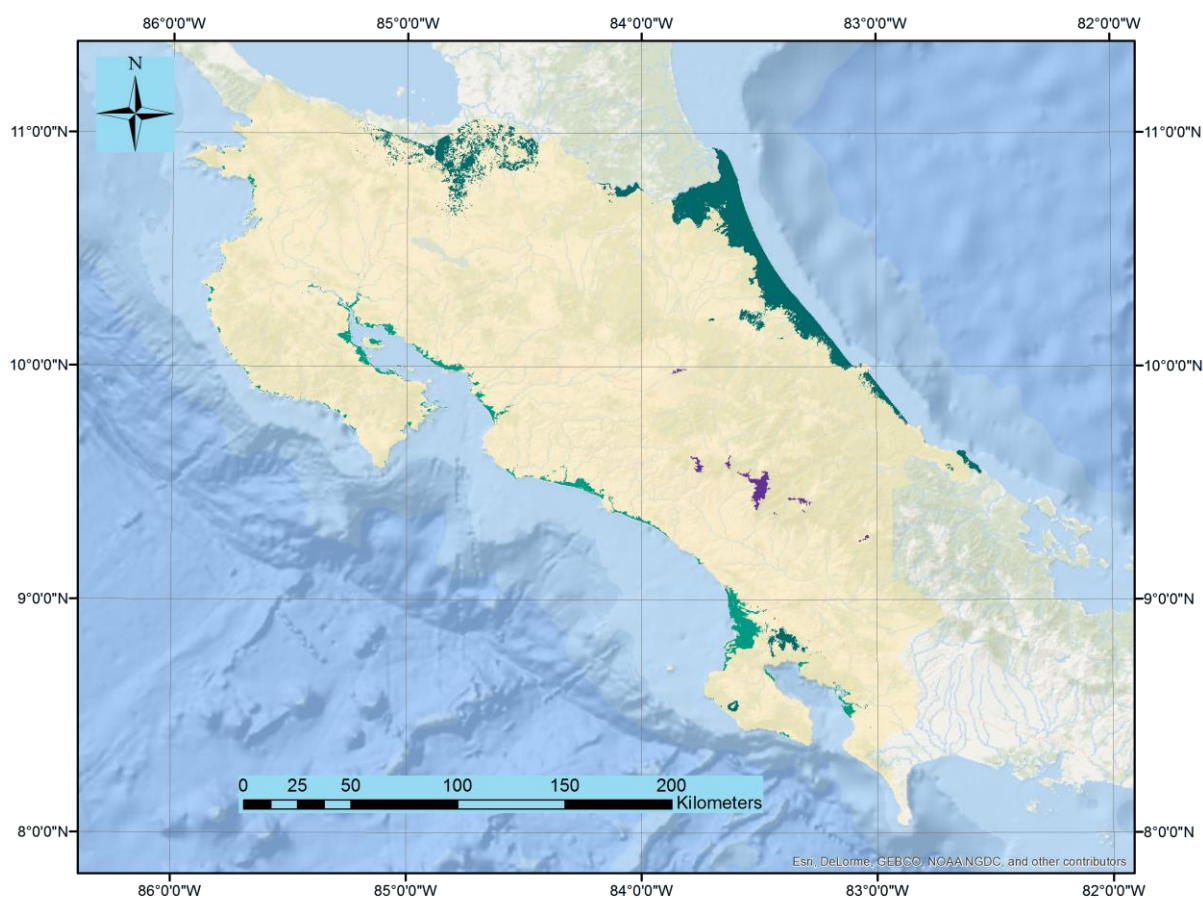 86°0'0"W 85°0'0"W 84°0'0"W 83°0'0"W 82°0'0"W
N
11°0'0"N 11°0'0"N
10°0'0"N 10°0'0"N
9°0'0"N 9°0'0"N
0 25 50 100 150 200
Kilometers
8°0'0"N 8°0'0"N
Esri, DeLorme, GEBCO, NOAA NGDC, and other contributors
86°0'0"W 85°0'0"W 84°0'0"W 83°0'0"W 82°0'0"W